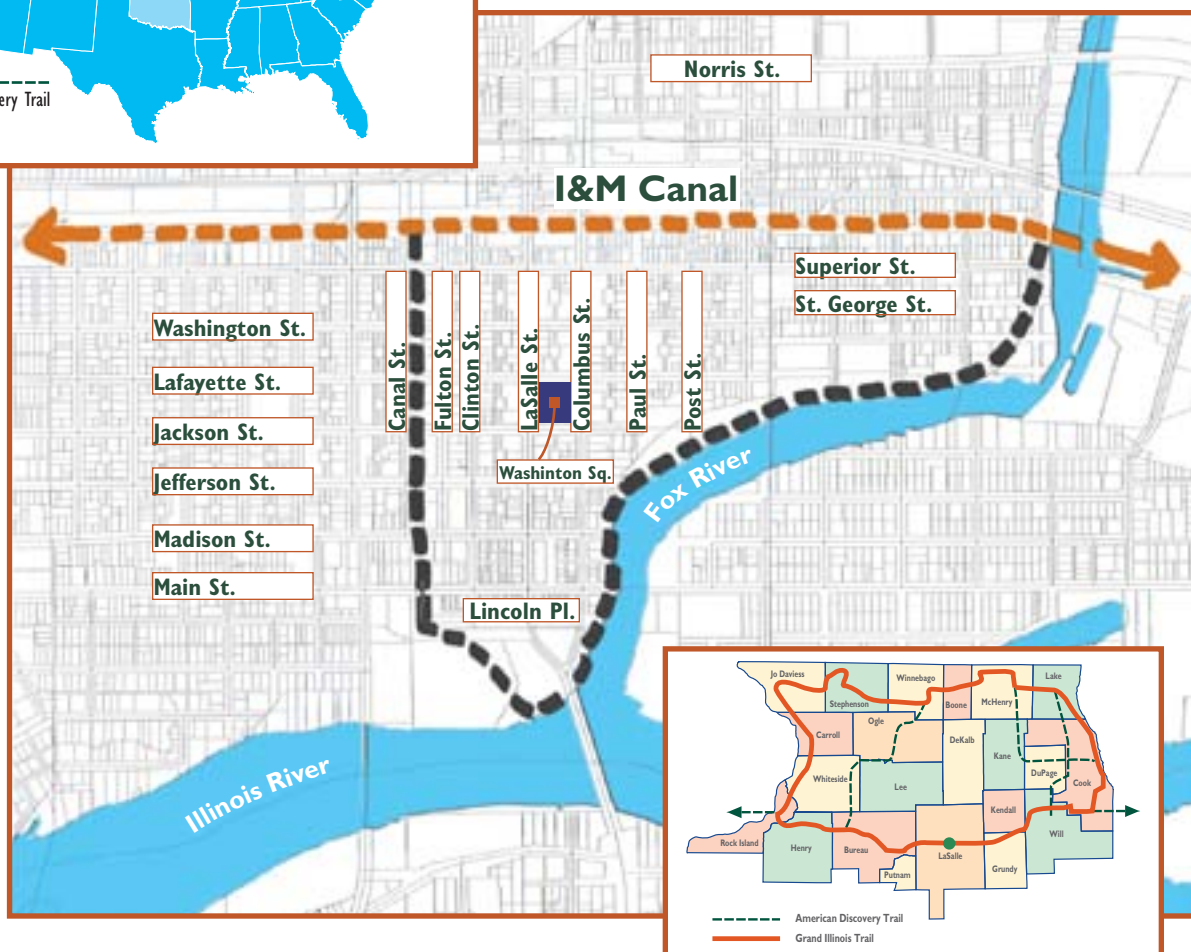 ery Trail
Norris St.
I&M Canal
Superior St.
St. George St.
Washington St.
Lafayette St.
Jackson St.
Jefferson St.
Madison St.
Main St.
Canal St.
Fulton St.
Clinton St.
LaSalle St.
Columbus St.
Paul St.
Post St.
Washinton Sq.
Fox River
Lincoln Pl.
Illinois River
Jo Daviess
Stephenson
Winnebago
Boone
McHenry
Lake
Carroll
Ogle
DeKalb
Kane
DuPage
Cook
Whiteside
Lee
Kendall
Will
Rock Island
Henry
Bureau
Putnam
LaSalle
Grundy
American Discovery Trail
Grand Illinois Trail